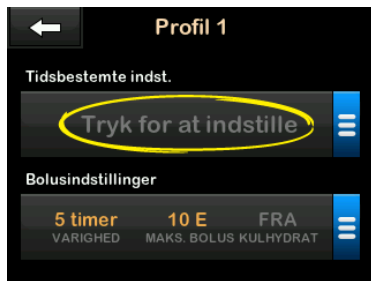 Profil 1
Tidsbestemte indst.
Tryk for at indstille
Bolusindstillinger
5 timer 10 E FRA
VARIGHED MAKS. BOLUS KULHYDRAT